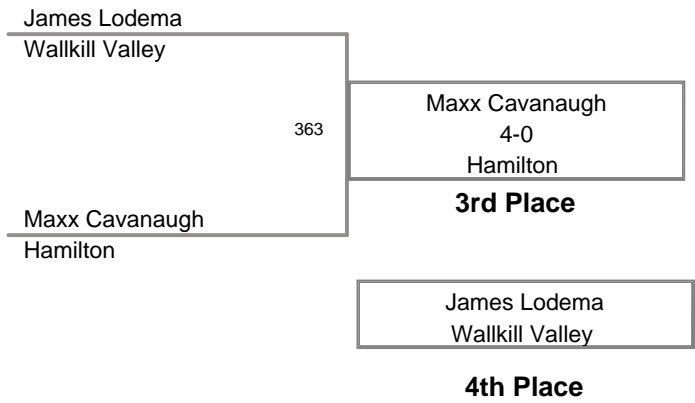 James Lodema
Wallkill Valley
363
Maxx Cavanaugh
4-0
Hamilton
3rd Place
Maxx Cavanaugh
Hamilton
James Lodema
Wallkill Valley
4th Place